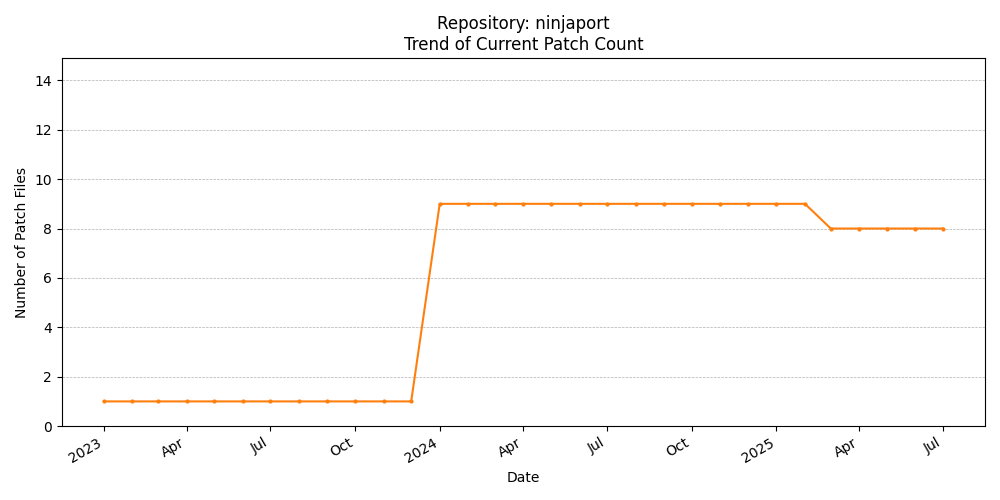 Repository: ninjaport
Trend of Current Patch Count
14
12
10
8
6
4
2
0
Number of Patch Files
2023
Apr
Jul
Oct
2024
Apr
Jul
Oct
2025
Apr
Jul
Date